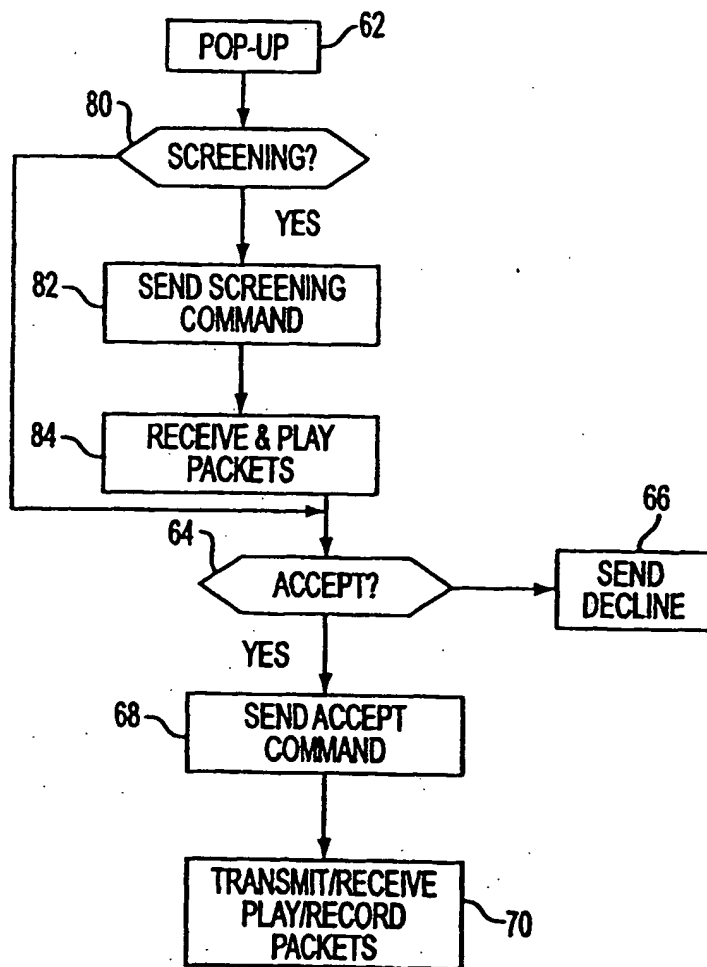 POP-UP
62
80
SCREENING?
YES
82
SEND SCREENING
COMMAND
84
RECEIVE & PLAY
PACKETS
64
ACCEPT?
66
SEND
DECLINE
YES
68
SEND ACCEPT
COMMAND
TRANSMIT/RECEIVE
PLAY/RECORD
PACKETS
70